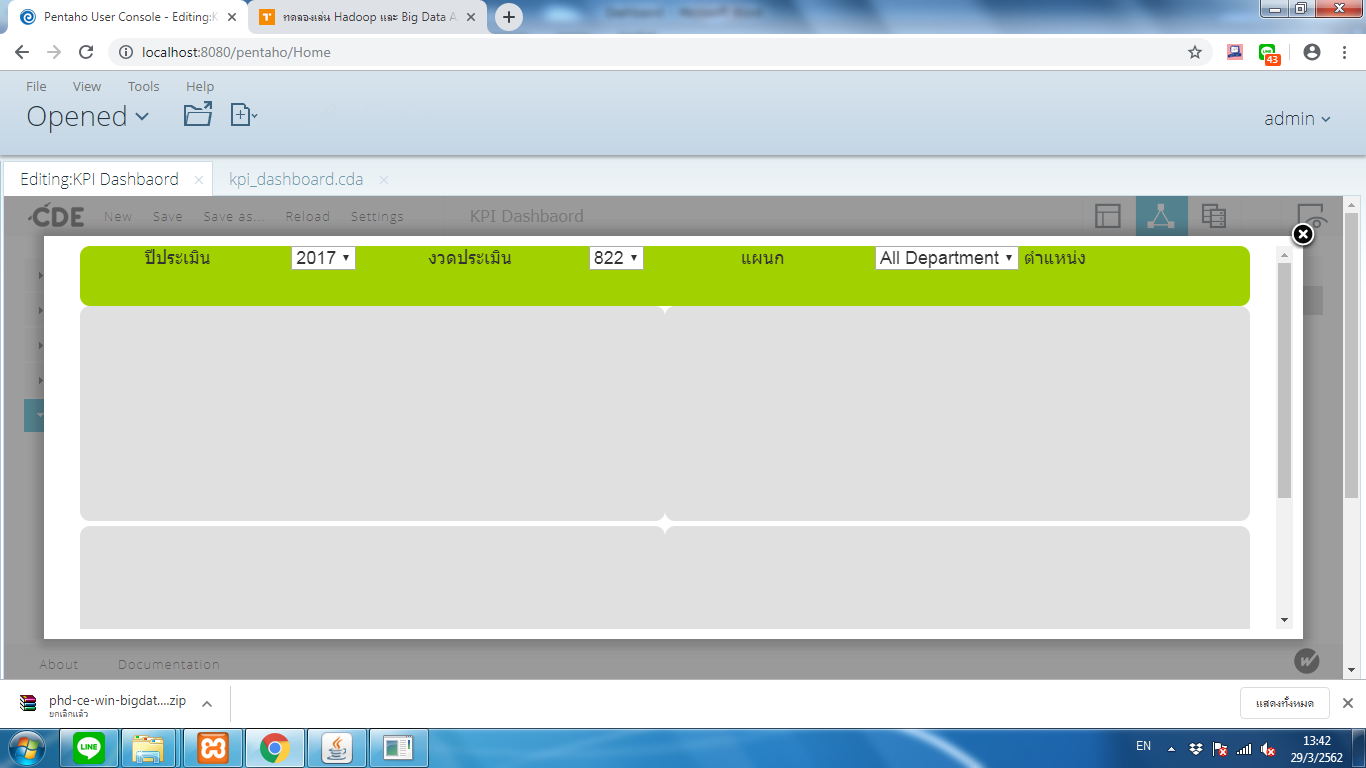 Pentaho User Console - Editing:K
ทดลองเล่น Hadoop และ Big Data A
Dashboard - Microsoft Store
localhost:8080/pentaho/Home
43
File View Tools Help
Opened
admin
Editing:KPI Dashbaord
kpi_dashboard.cda
CDE New Save Save as... Reload Settings KPI Dashbaord
ปีประเมิน 2017 งวดประเมิน 822 แผนก All Department ตำแหน่ง
About Documentation
phd-ce-win-bigdat....zip
ยกเลิกแล้ว
แสดงทั้งหมด
LINE
EN
13:42
29/3/2562